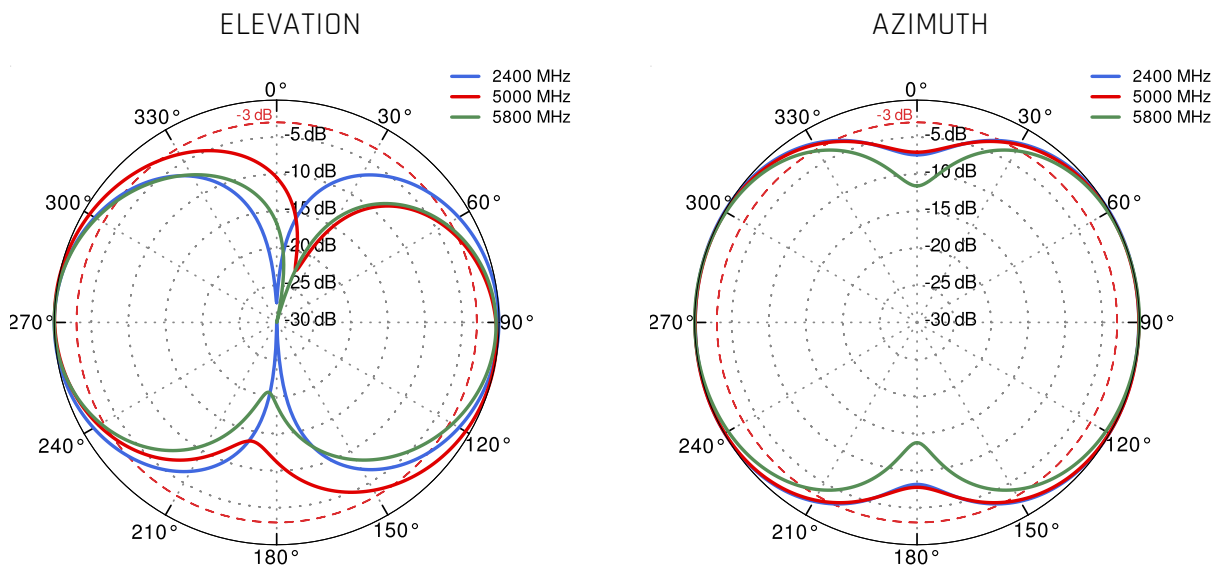 ELEVATION
2400 MHz
5000 MHz
5800 MHz
0°
-3 dB
330°
30°
-5 dB
-10 dB
300°
-15 dB
60°
-20 dB
-25 dB
270°
-30 dB
90°
240°
120°
210°
150°
180°
AZIMUTH
2400 MHz
5000 MHz
5800 MHz
0°
-3 dB
330°
30°
-5 dB
-10 dB
300°
-15 dB
60°
-20 dB
-25 dB
270°
-30 dB
90°
240°
120°
210°
150°
180°